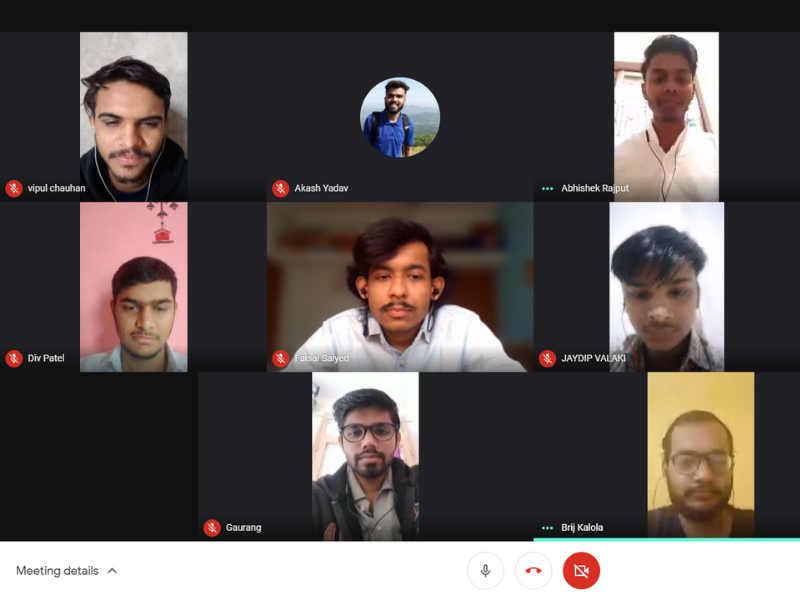 vipul chauhan
Akash Yadav
Abhishek Rajput
Div Patel
Faisal Saiyed
JAYDIP VALAKI
Gaurang
Brij Kalola
Meeting details